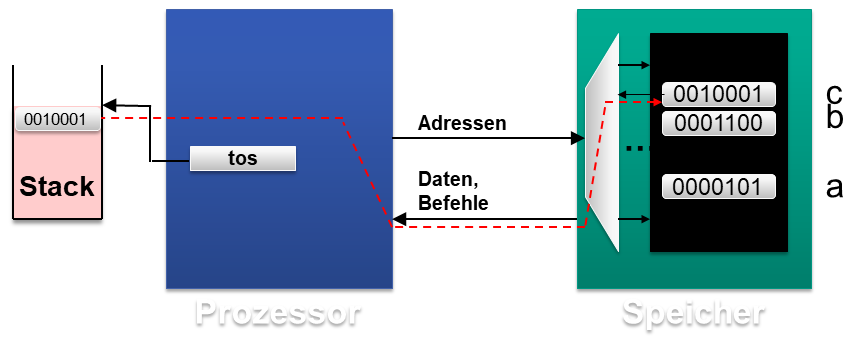 0010001
Stack
tos
Adressen
Daten,
Befehle
0010001
c
0001100
b
...
0000101
a
Prozessor
Speicher